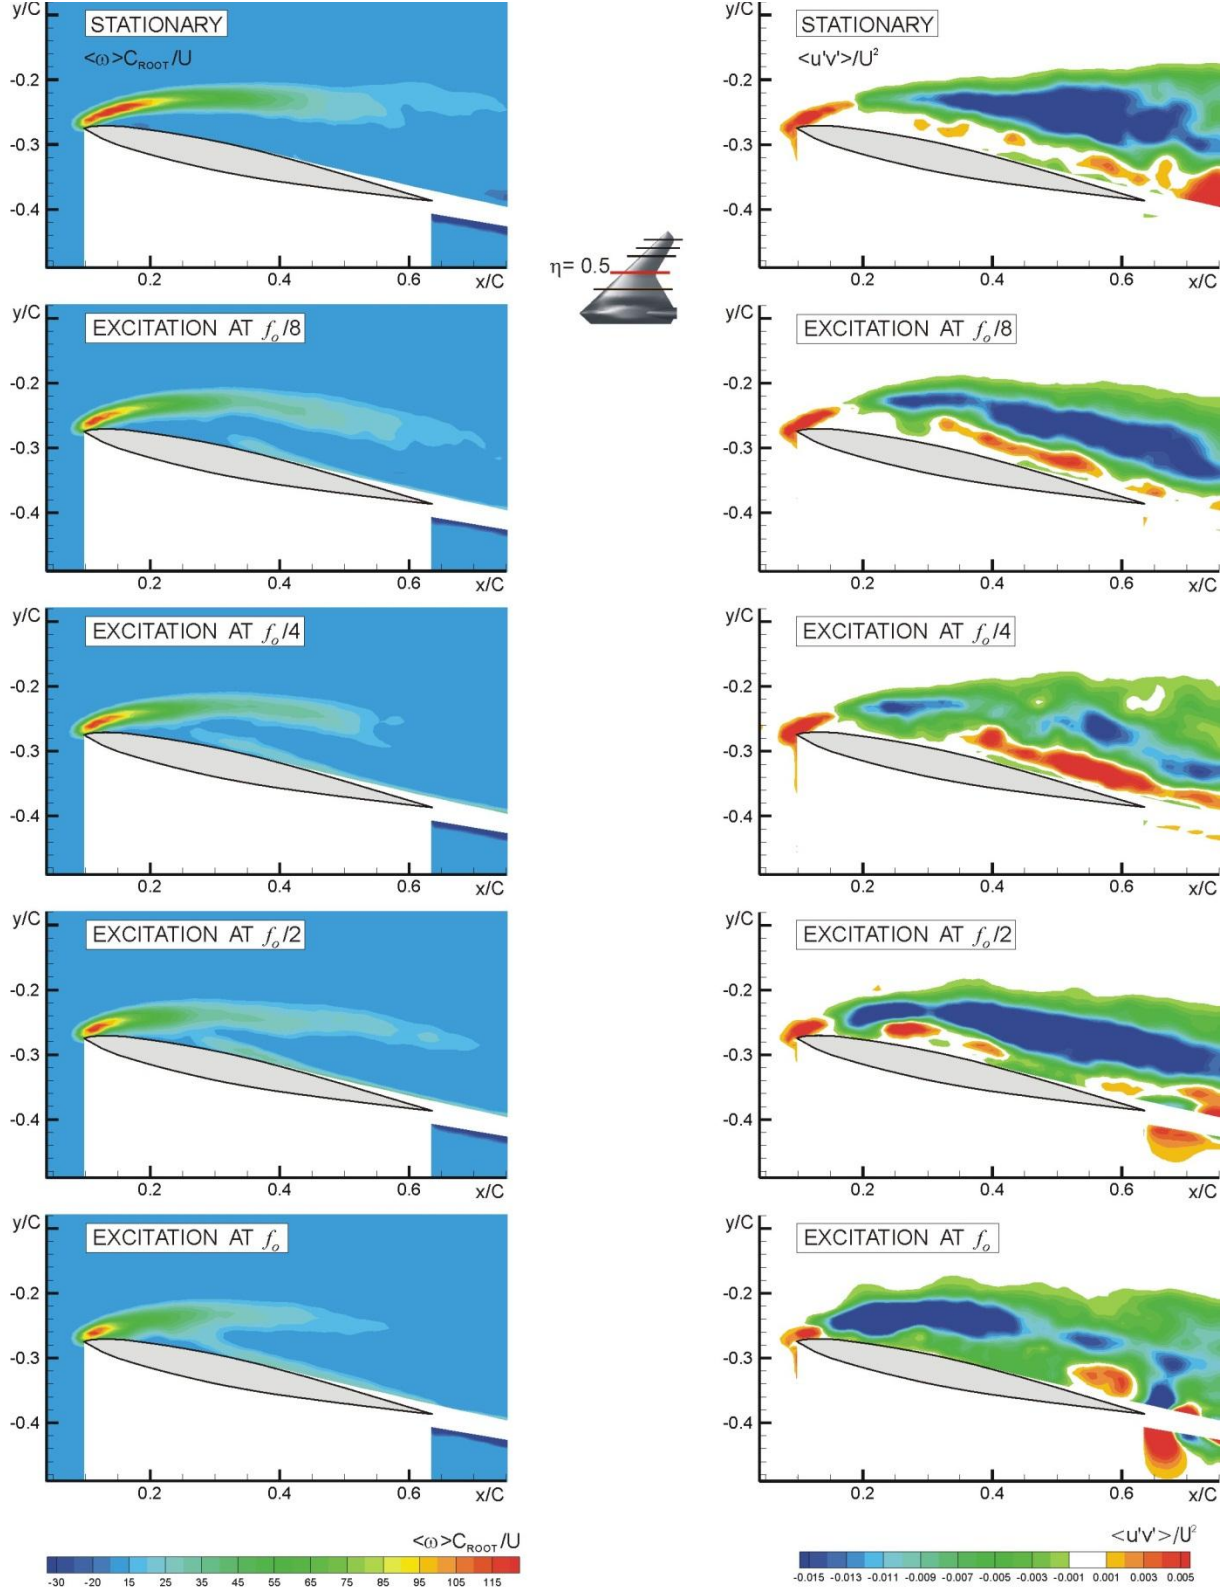 y/C
STATIONARY
<ω>C_ROOT/U
-0.2
-0.3
-0.4
0.2 0.4 0.6
x/C
y/C
STATIONARY
<u'v'>/U²
-0.2
-0.3
-0.4
0.2 0.4 0.6
x/C
η= 0.5
y/C
EXCITATION AT f_o/8
-0.2
-0.3
-0.4
0.2 0.4 0.6
x/C
y/C
EXCITATION AT f_o/8
-0.2
-0.3
-0.4
0.2 0.4 0.6
x/C
y/C
EXCITATION AT f_o/4
-0.2
-0.3
-0.4
0.2 0.4 0.6
x/C
y/C
EXCITATION AT f_o/4
-0.2
-0.3
-0.4
0.2 0.4 0.6
x/C
y/C
EXCITATION AT f_o/2
-0.2
-0.3
-0.4
0.2 0.4 0.6
x/C
y/C
EXCITATION AT f_o/2
-0.2
-0.3
-0.4
0.2 0.4 0.6
x/C
y/C
EXCITATION AT f_o
-0.2
-0.3
-0.4
0.2 0.4 0.6
x/C
y/C
EXCITATION AT f_o
-0.2
-0.3
-0.4
0.2 0.4 0.6
x/C
<ω>C_ROOT/U
-30 -20 15 25 35 45 55 65 75 85 95 105 115
<u'v'>/U²
-0.015 -0.013 -0.011 -0.009 -0.007 -0.005 -0.003 -0.001 0.001 0.003 0.005